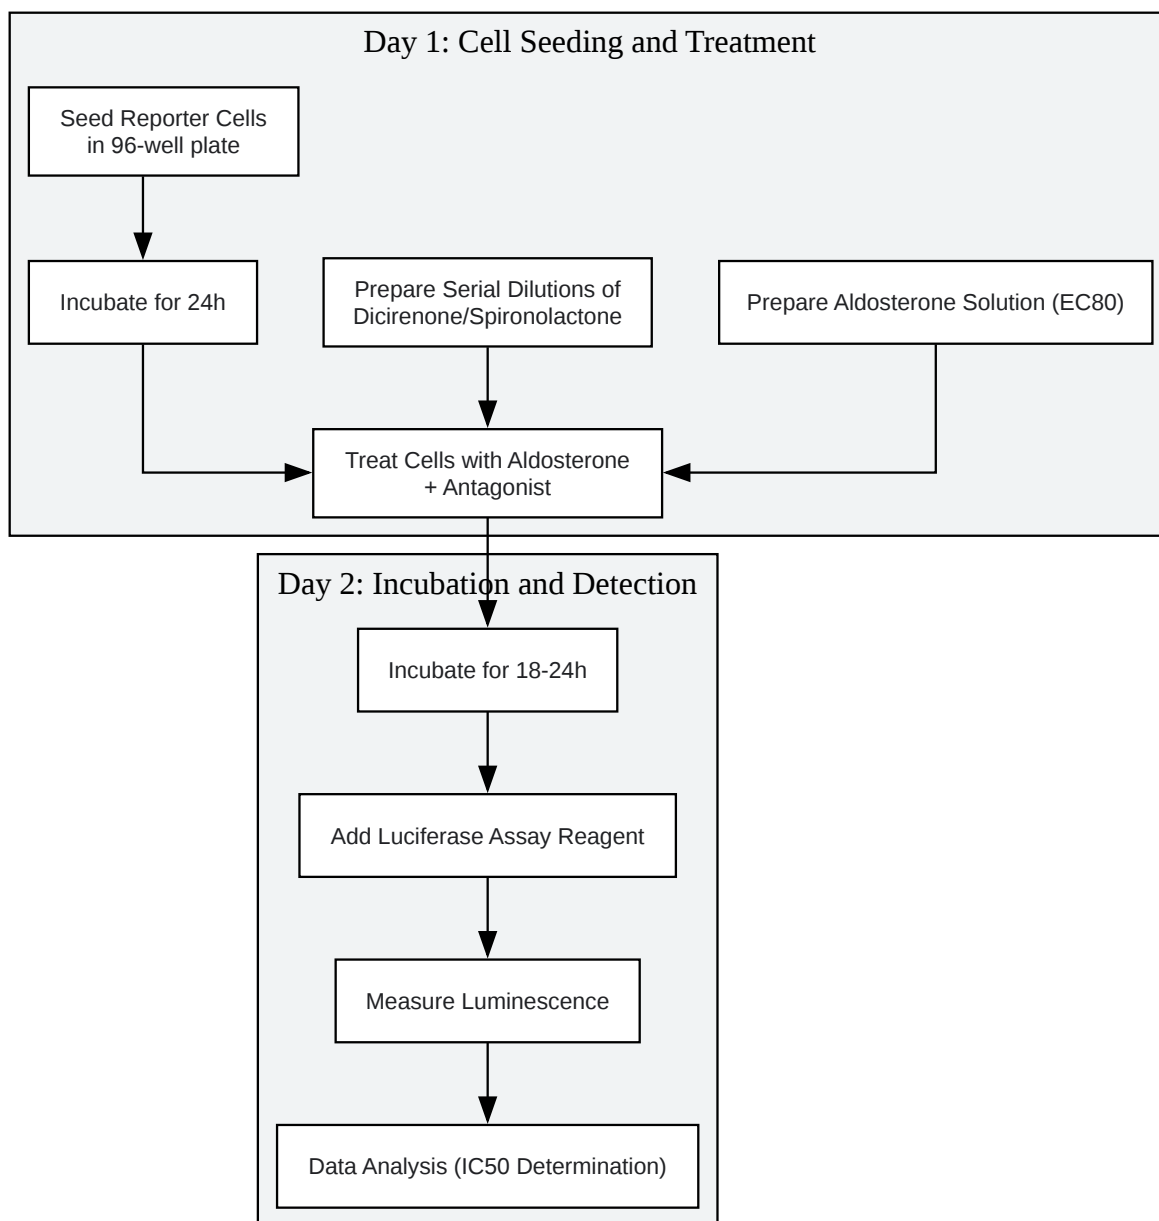 Day 1: Cell Seeding and Treatment
Seed Reporter Cells
in 96-well plate
Incubate for 24h
Prepare Serial Dilutions of
Dicirenone/Spironolactone
Prepare Aldosterone Solution (EC80)
Treat Cells with Aldosterone
+ Antagonist
Day 2: Incubation and Detection
Incubate for 18-24h
Add Luciferase Assay Reagent
Measure Luminescence
Data Analysis (IC50 Determination)